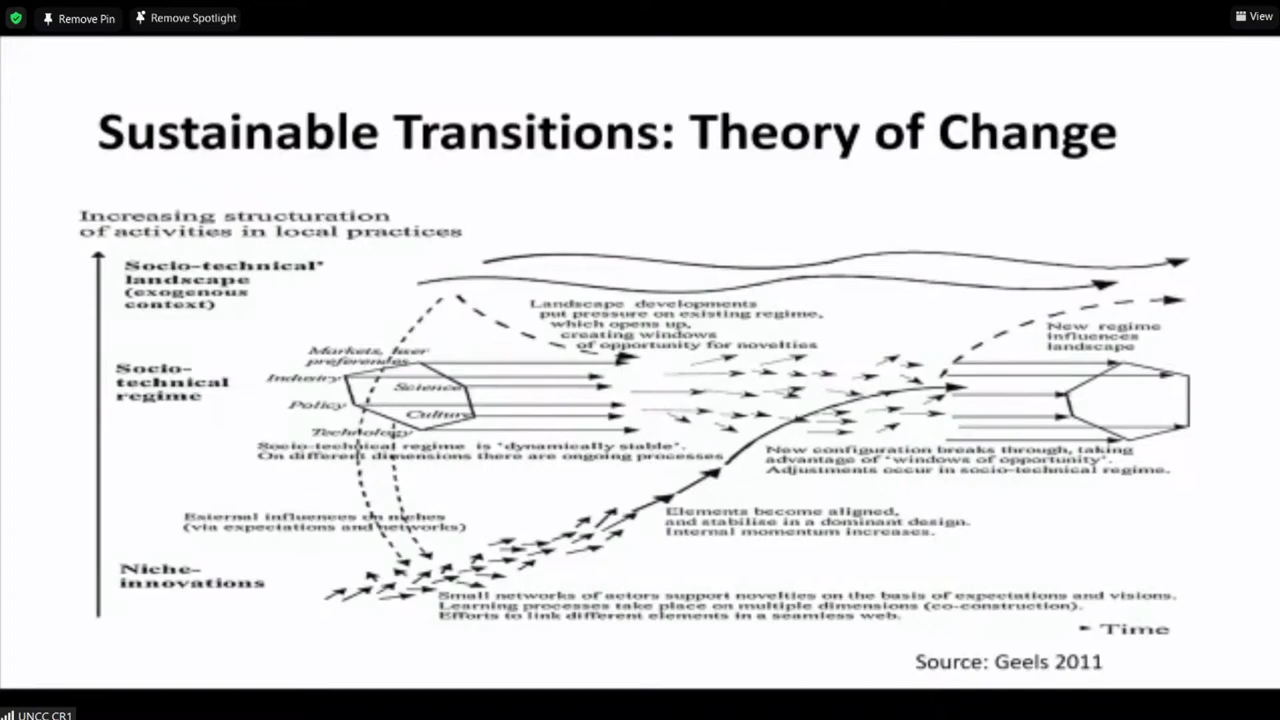 Remove Pin
Remove Spotlight
View
Sustainable Transitions: Theory of Change
Increasing structuration
of activities in local practices
Socio-technical*
landscape
(exogenous
context)
Landscape developments
put pressure on existing regime,
which opens up,
creating windows
of opportunity for novelties
New regime
influences
landscape
Markets, user
preferences
Socio-
technical
regime
Industry
Science
Policy
Culture
Technology
Socio-technical regime is 'dynamically stable'.
On different dimensions there are ongoing processes
New configuration breaks through, taking
advantage of 'windows of opportunity'.
Adjustments occur in socio-technical regime.
External influences on niches
(via expectations and networks)
Elements become aligned,
and stabilise in a dominant design.
Internal momentum increases.
Niche-
innovations
Small networks of actors support novelties on the basis of expectations and visions.
Learning processes take place on multiple dimensions (co-construction).
Efforts to link different elements in a seamless web.
Time
Source: Geels 2011
UNCC CR1